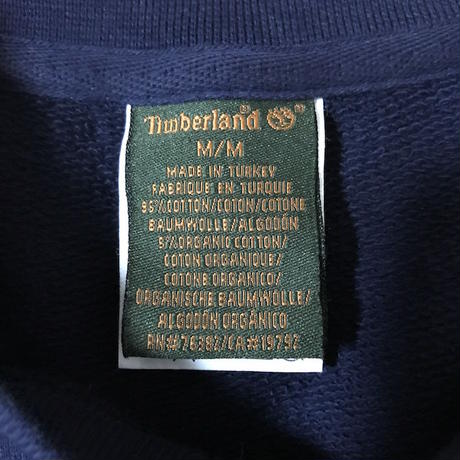 Timberland®
M/M
MADE IN TURKEY
FABRIQUE EN TURQUIE
95%COTTON/COTON/COTONE
BAUMWOLLE/ALGODÓN
5%ORGANIC COTTON/
COTON ORGANIQUE/
COTONE ORGANICO/
ORGANISCHE BAUMWOLLE/
ALGODÓN ORGÁNICO
RN#76392/CA#19792